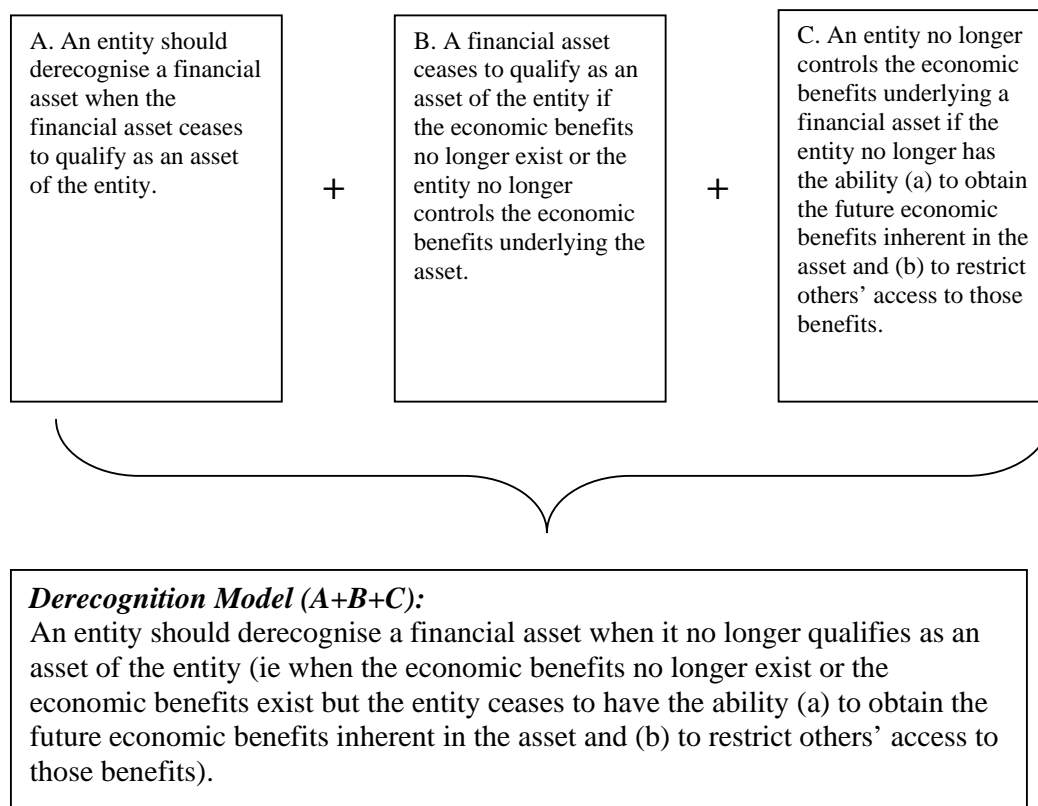 A. An entity should
derecognise a financial
asset when the
financial asset ceases
to qualify as an asset
of the entity.
+
B. A financial asset
ceases to qualify as an
asset of the entity if
the economic benefits
no longer exist or the
entity no longer
controls the economic
benefits underlying the
asset.
+
C. An entity no longer
controls the economic
benefits underlying a
financial asset if the
entity no longer has
the ability (a) to obtain
the future economic
benefits inherent in the
asset and (b) to restrict
others’ access to those
benefits.
Derecognition Model (A+B+C):
An entity should derecognise a financial asset when it no longer qualifies as an
asset of the entity (ie when the economic benefits no longer exist or the
economic benefits exist but the entity ceases to have the ability (a) to obtain the
future economic benefits inherent in the asset and (b) to restrict others’ access to
those benefits).